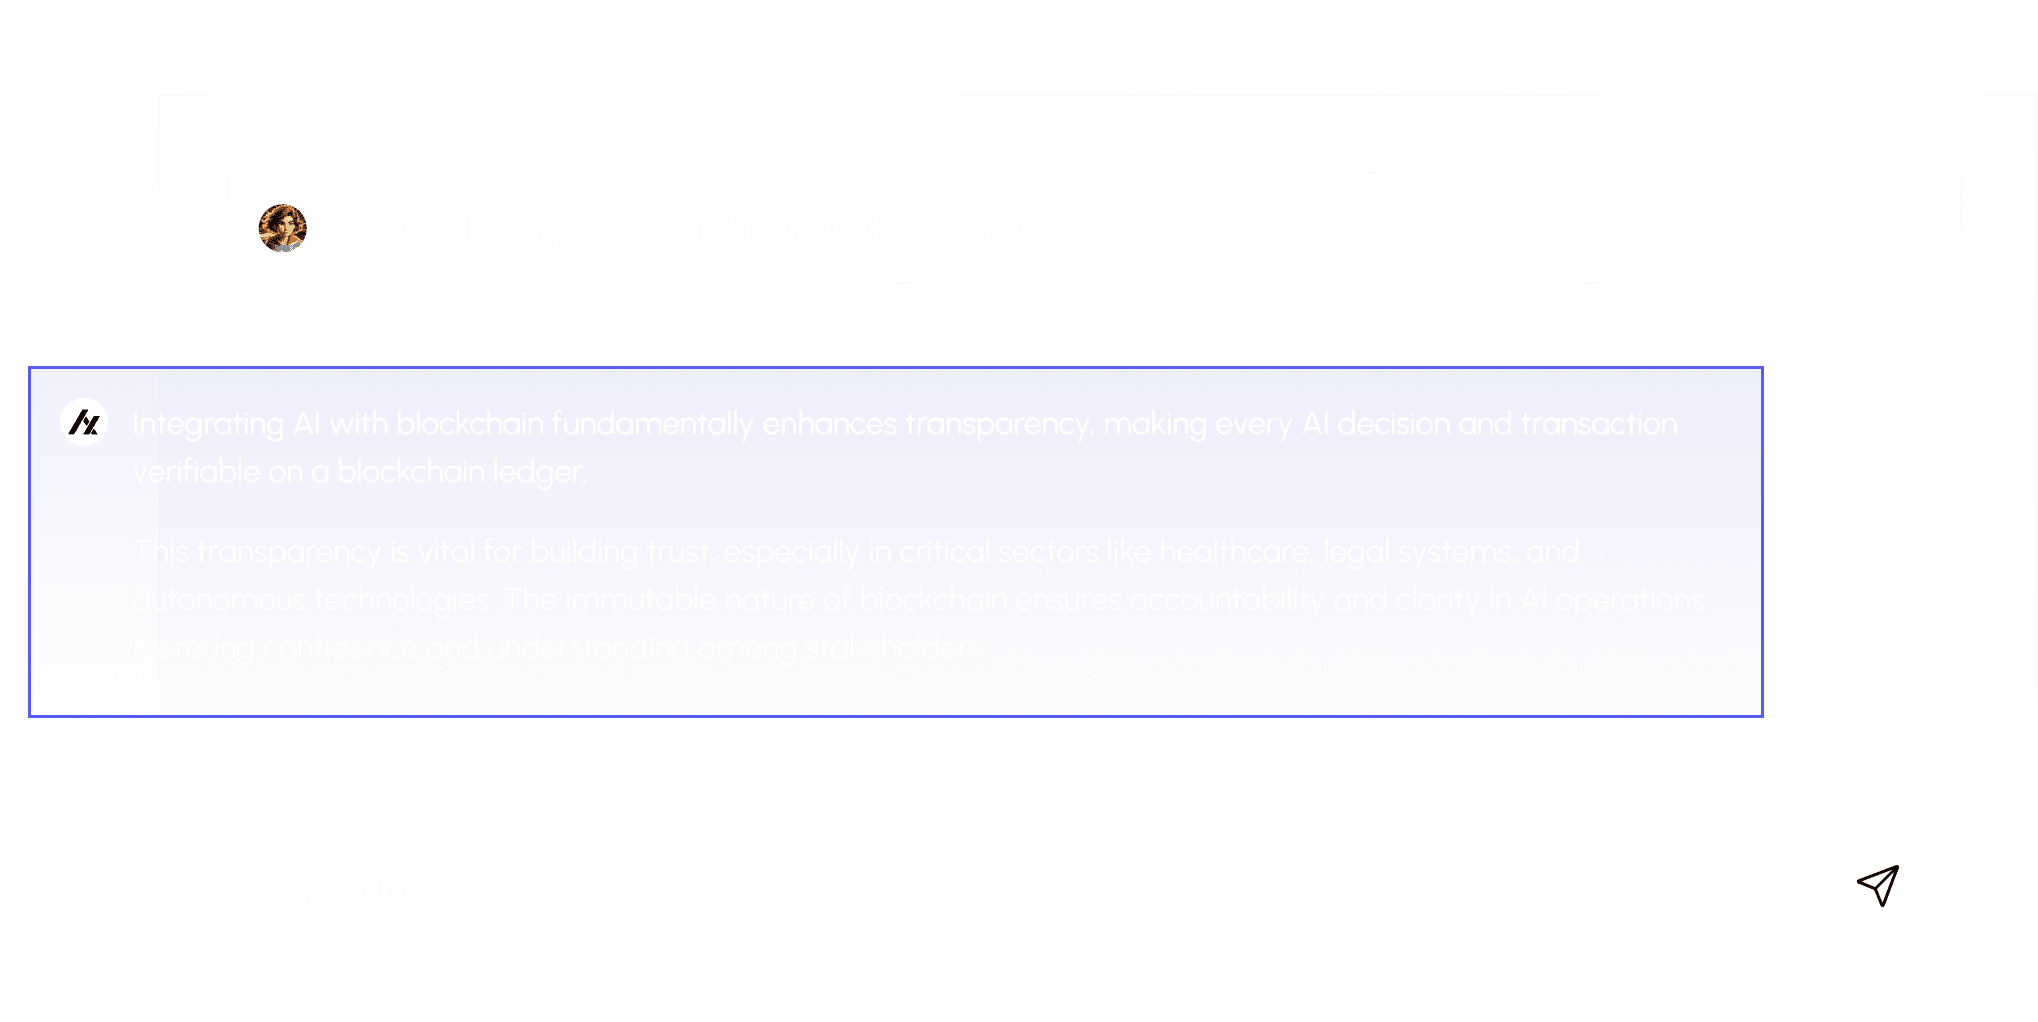 Integrating AI with blockchain fundamentally enhances transparency, making every AI decision and transaction
verifiable on a blockchain ledger.
This transparency is vital for building trust, especially in critical sectors like healthcare, legal systems, and
autonomous technologies. The immutable nature of blockchain ensures accountability and clarity in AI operations,
fostering confidence and understanding among stakeholders
Type a message...